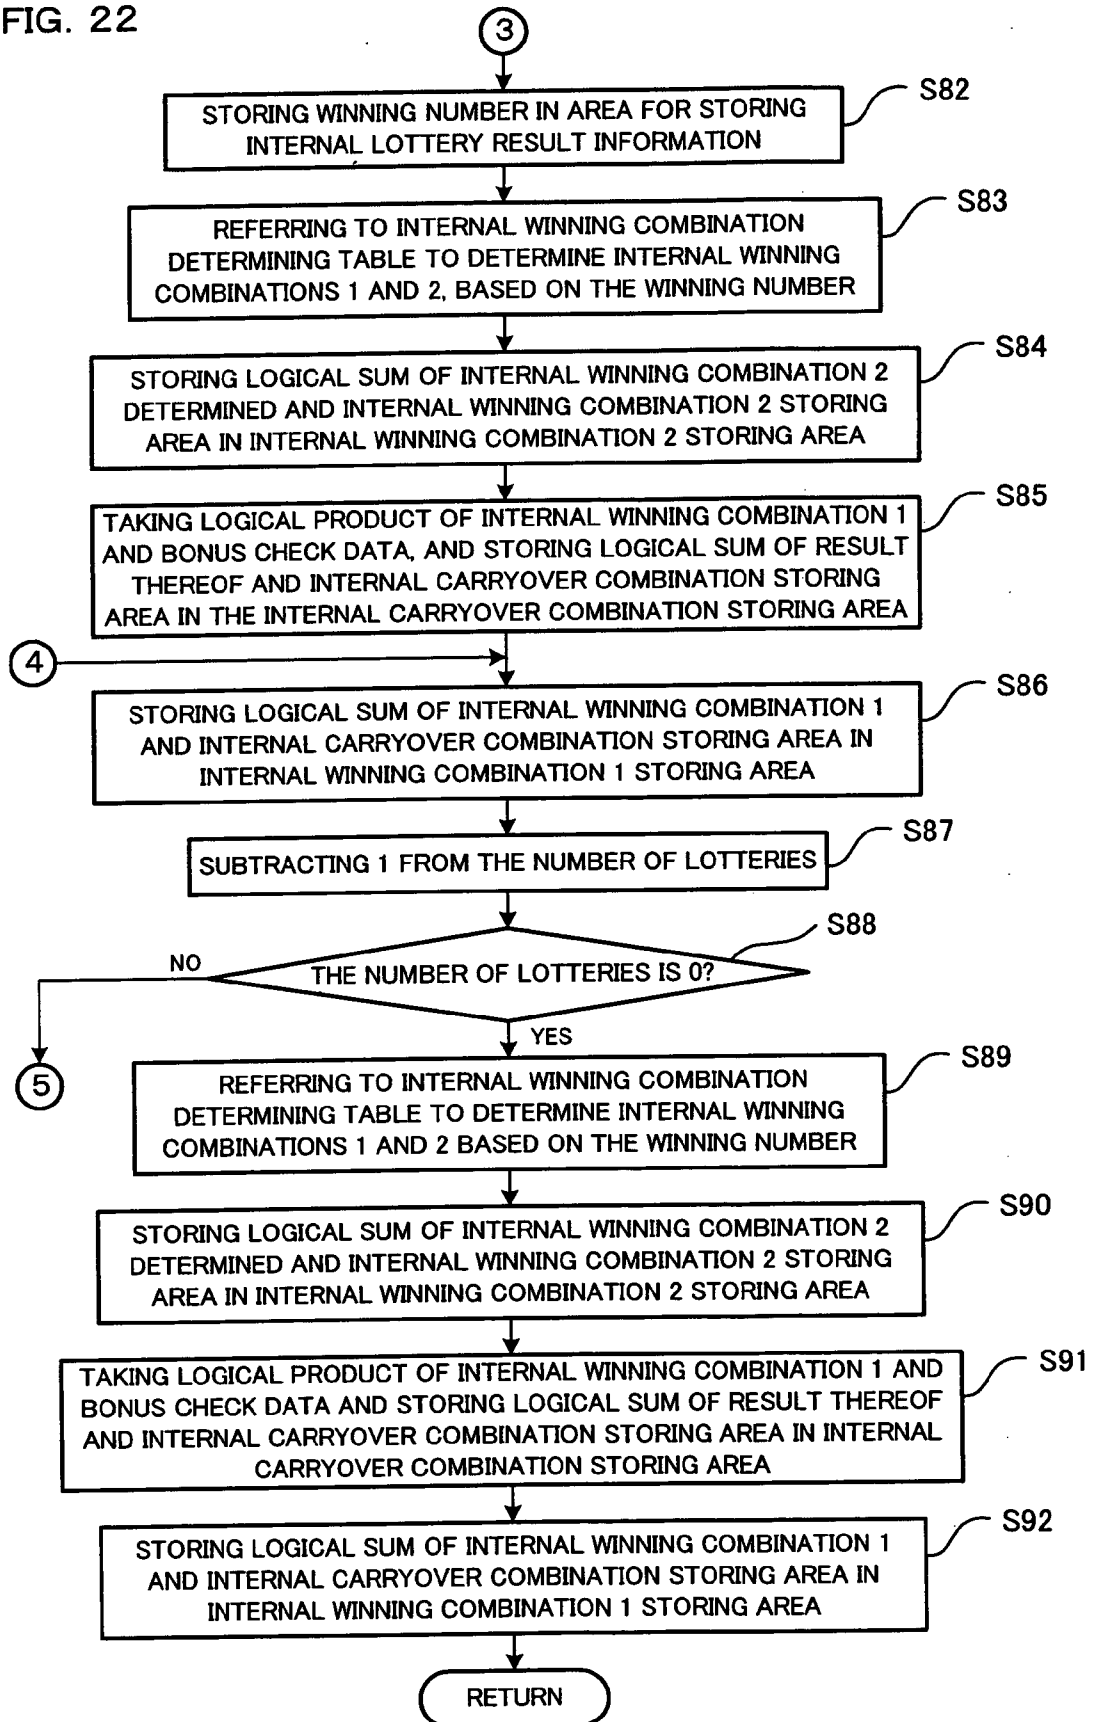 FIG. 22
3
S82
STORING WINNING NUMBER IN AREA FOR STORING
INTERNAL LOTTERY RESULT INFORMATION
S83
REFERRING TO INTERNAL WINNING COMBINATION
DETERMINING TABLE TO DETERMINE INTERNAL WINNING
COMBINATIONS 1 AND 2, BASED ON THE WINNING NUMBER
S84
STORING LOGICAL SUM OF INTERNAL WINNING COMBINATION 2
DETERMINED AND INTERNAL WINNING COMBINATION 2 STORING
AREA IN INTERNAL WINNING COMBINATION 2 STORING AREA
S85
TAKING LOGICAL PRODUCT OF INTERNAL WINNING COMBINATION 1
AND BONUS CHECK DATA, AND STORING LOGICAL SUM OF RESULT
THEREOF AND INTERNAL CARRYOVER COMBINATION STORING
AREA IN THE INTERNAL CARRYOVER COMBINATION STORING AREA
4
S86
STORING LOGICAL SUM OF INTERNAL WINNING COMBINATION 1
AND INTERNAL CARRYOVER COMBINATION STORING AREA IN
INTERNAL WINNING COMBINATION 1 STORING AREA
S87
SUBTRACTING 1 FROM THE NUMBER OF LOTTERIES
S88
NO
THE NUMBER OF LOTTERIES IS 0?
YES
5
S89
REFERRING TO INTERNAL WINNING COMBINATION
DETERMINING TABLE TO DETERMINE INTERNAL WINNING
COMBINATIONS 1 AND 2 BASED ON THE WINNING NUMBER
S90
STORING LOGICAL SUM OF INTERNAL WINNING COMBINATION 2
DETERMINED AND INTERNAL WINNING COMBINATION 2 STORING
AREA IN INTERNAL WINNING COMBINATION 2 STORING AREA
S91
TAKING LOGICAL PRODUCT OF INTERNAL WINNING COMBINATION 1 AND
BONUS CHECK DATA AND STORING LOGICAL SUM OF RESULT THEREOF
AND INTERNAL CARRYOVER COMBINATION STORING AREA IN INTERNAL
CARRYOVER COMBINATION STORING AREA
S92
STORING LOGICAL SUM OF INTERNAL WINNING COMBINATION 1
AND INTERNAL CARRYOVER COMBINATION STORING AREA IN
INTERNAL WINNING COMBINATION 1 STORING AREA
RETURN